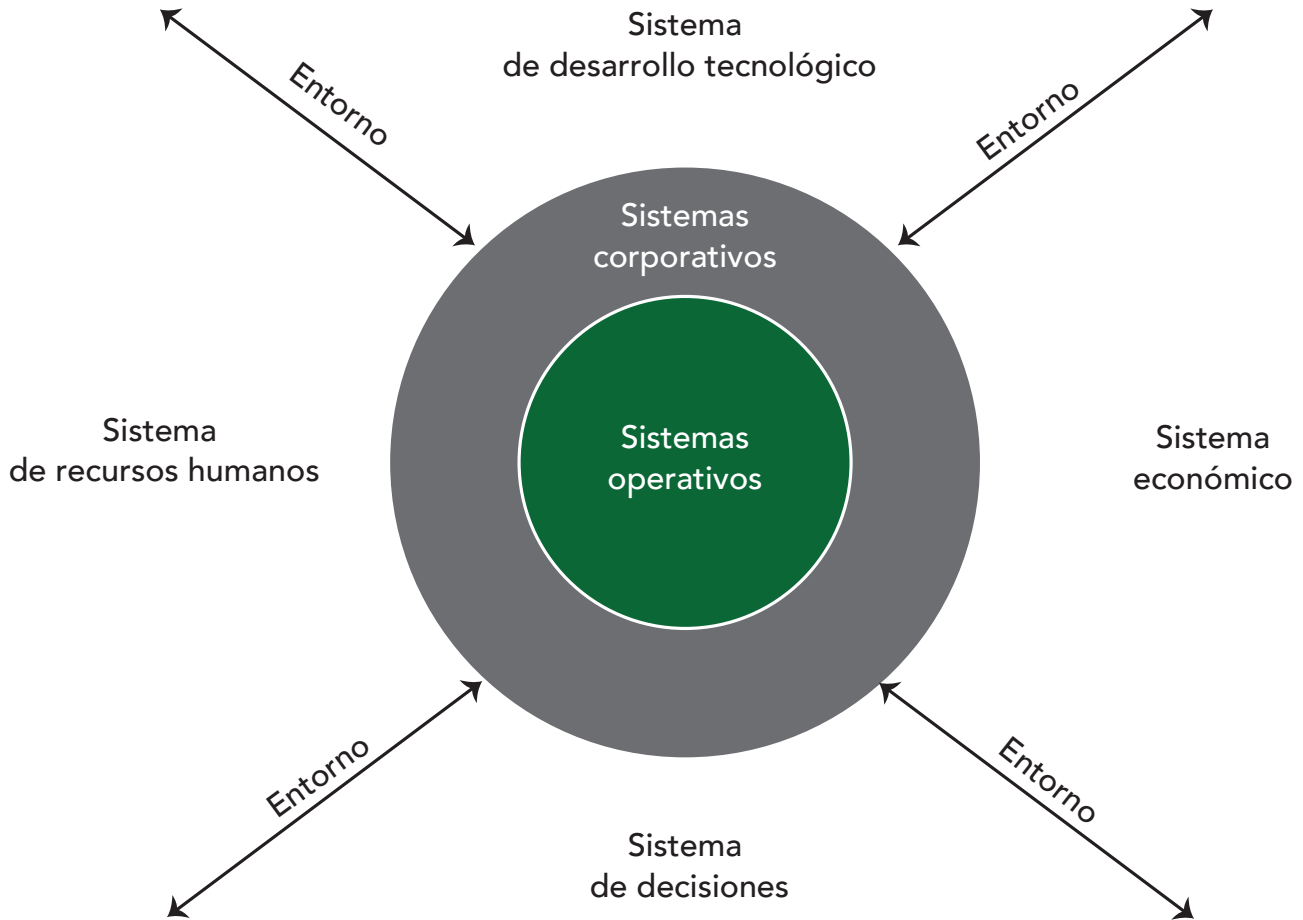 Sistema
de desarrollo tecnológico
Entorno
Entorno
Sistemas
corporativos
Sistema
de recursos humanos
Sistemas
operativos
Sistema
económico
Entorno
Entorno
Sistema
de decisiones